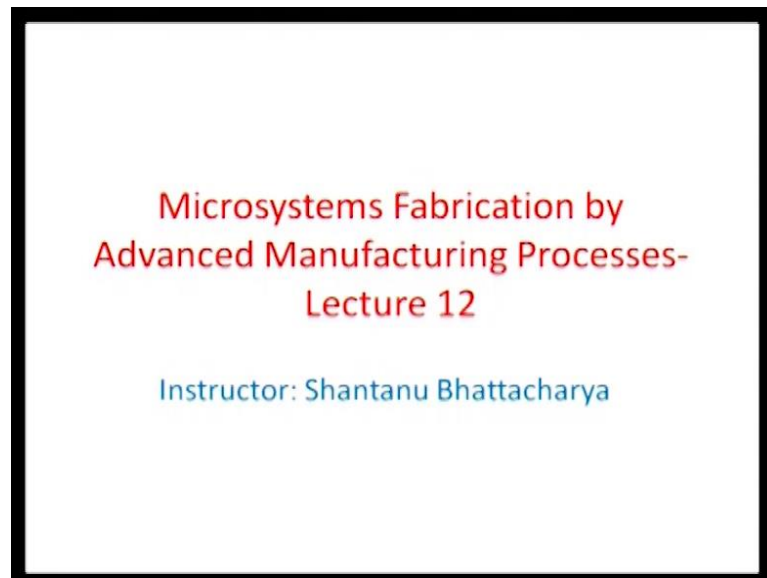 Microsystems Fabrication by
Advanced Manufacturing Processes-
Lecture 12
Instructor: Shantanu Bhattacharya